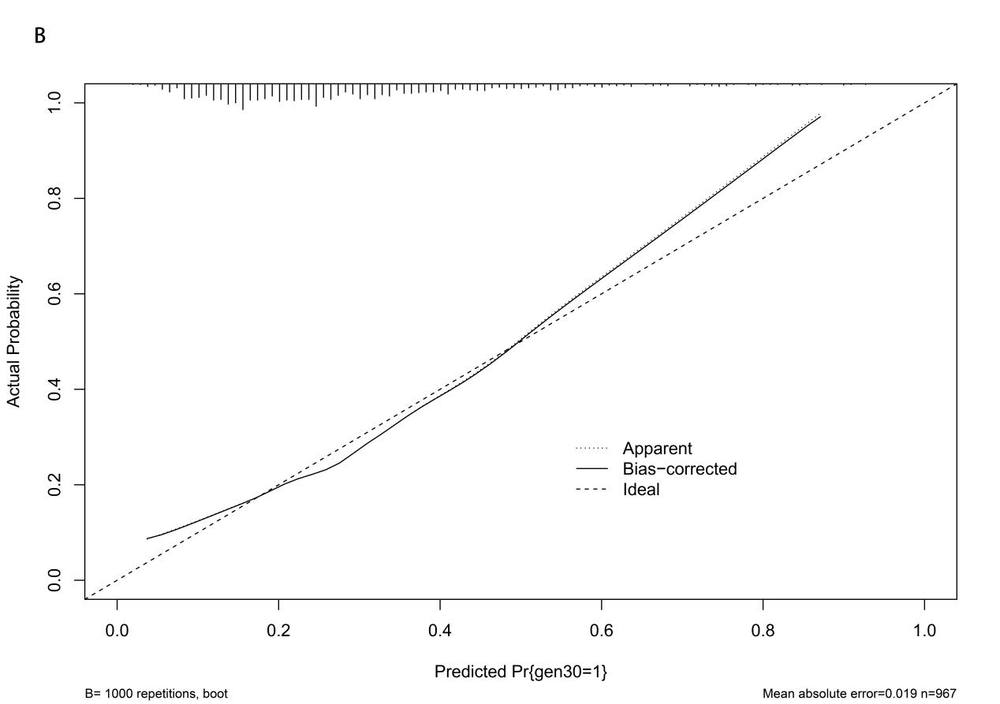 B
1.0
0.8
0.6
0.4
0.2
0.0
Actual Probability
Apparent
Bias−corrected
Ideal
0.0 0.2 0.4 0.6 0.8 1.0
Predicted Pr{gen30=1}
B= 1000 repetitions, boot
Mean absolute error=0.019 n=967